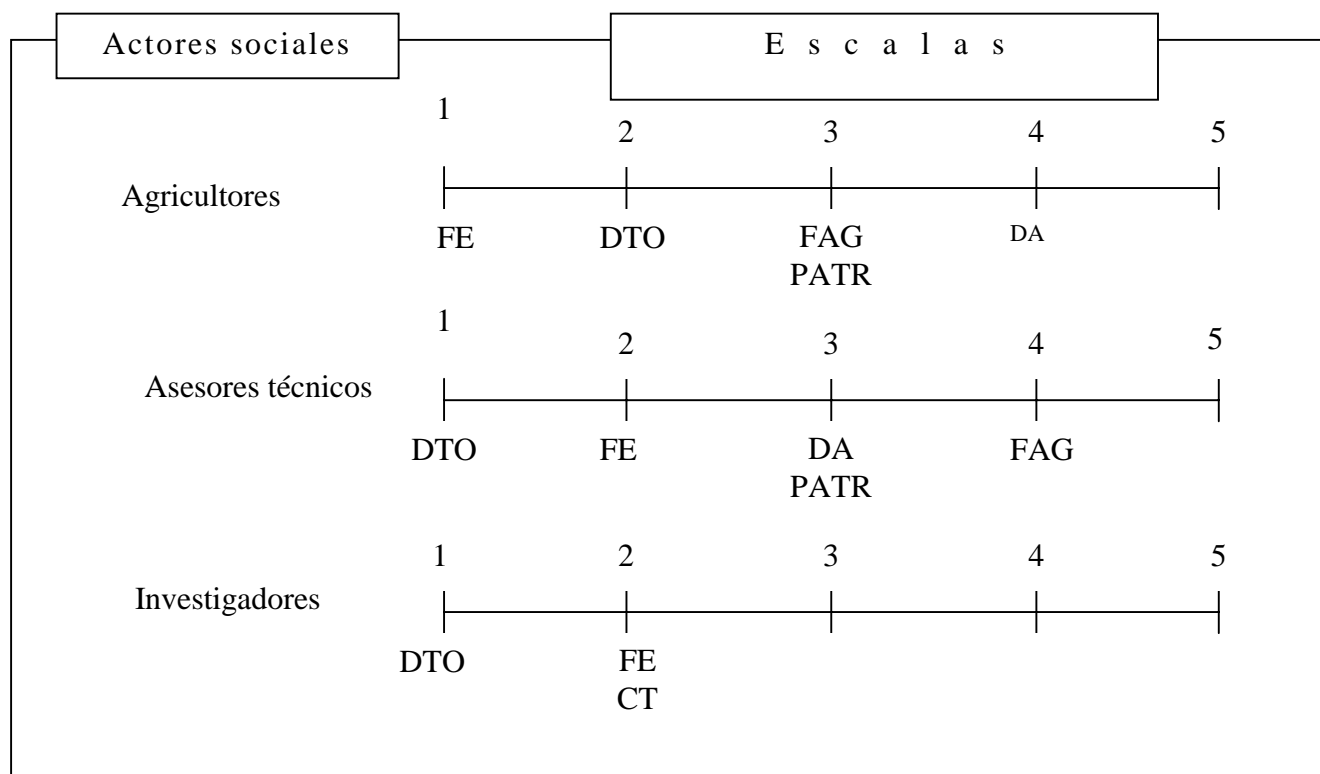 Actores sociales
Escalas
1 2 3 4 5
Agricultores
FE DTO FAG DA
PATR
1 2 3 4 5
Asesores técnicos
DTO FE DA FAG
PATR
1 2 3 4 5
Investigadores
DTO FE
CT